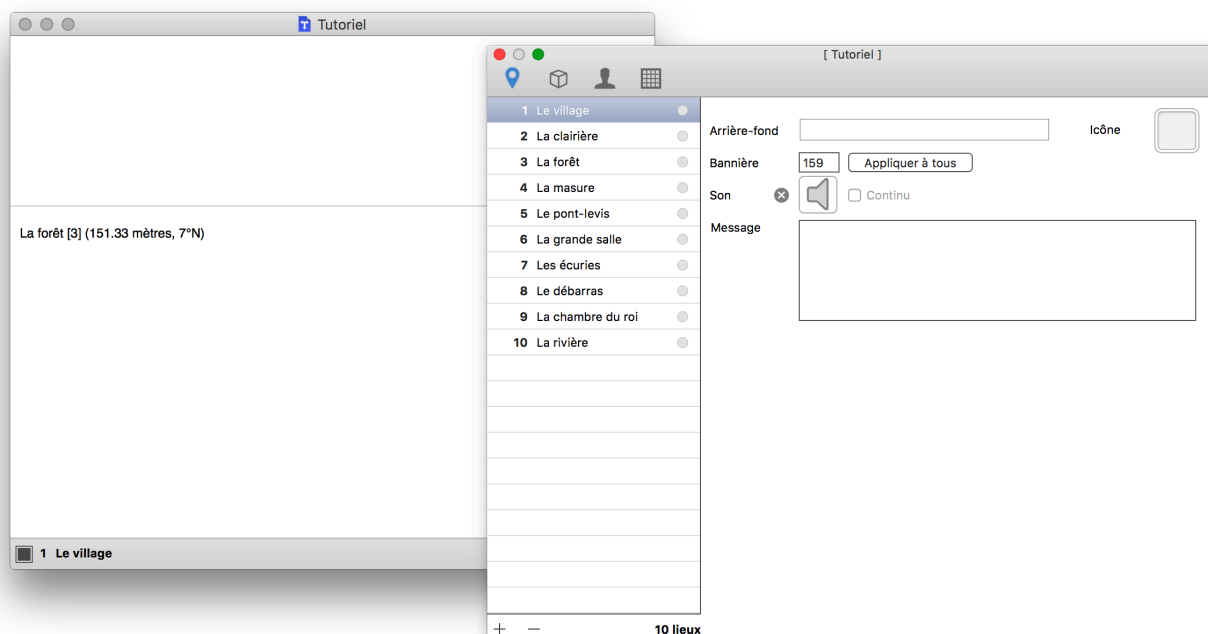 Tutoriel
La forêt [3] (151.33 mètres, 7°N)
1 Le village
[ Tutoriel ]
1 Le village
2 La clairière
3 La forêt
4 La masure
5 Le pont-levis
6 La grande salle
7 Les écuries
8 Le débarras
9 La chambre du roi
10 La rivière
10 lieux
Arrière-fond
Icône
Bannière 159 Appliquer à tous
Son Continu
Message